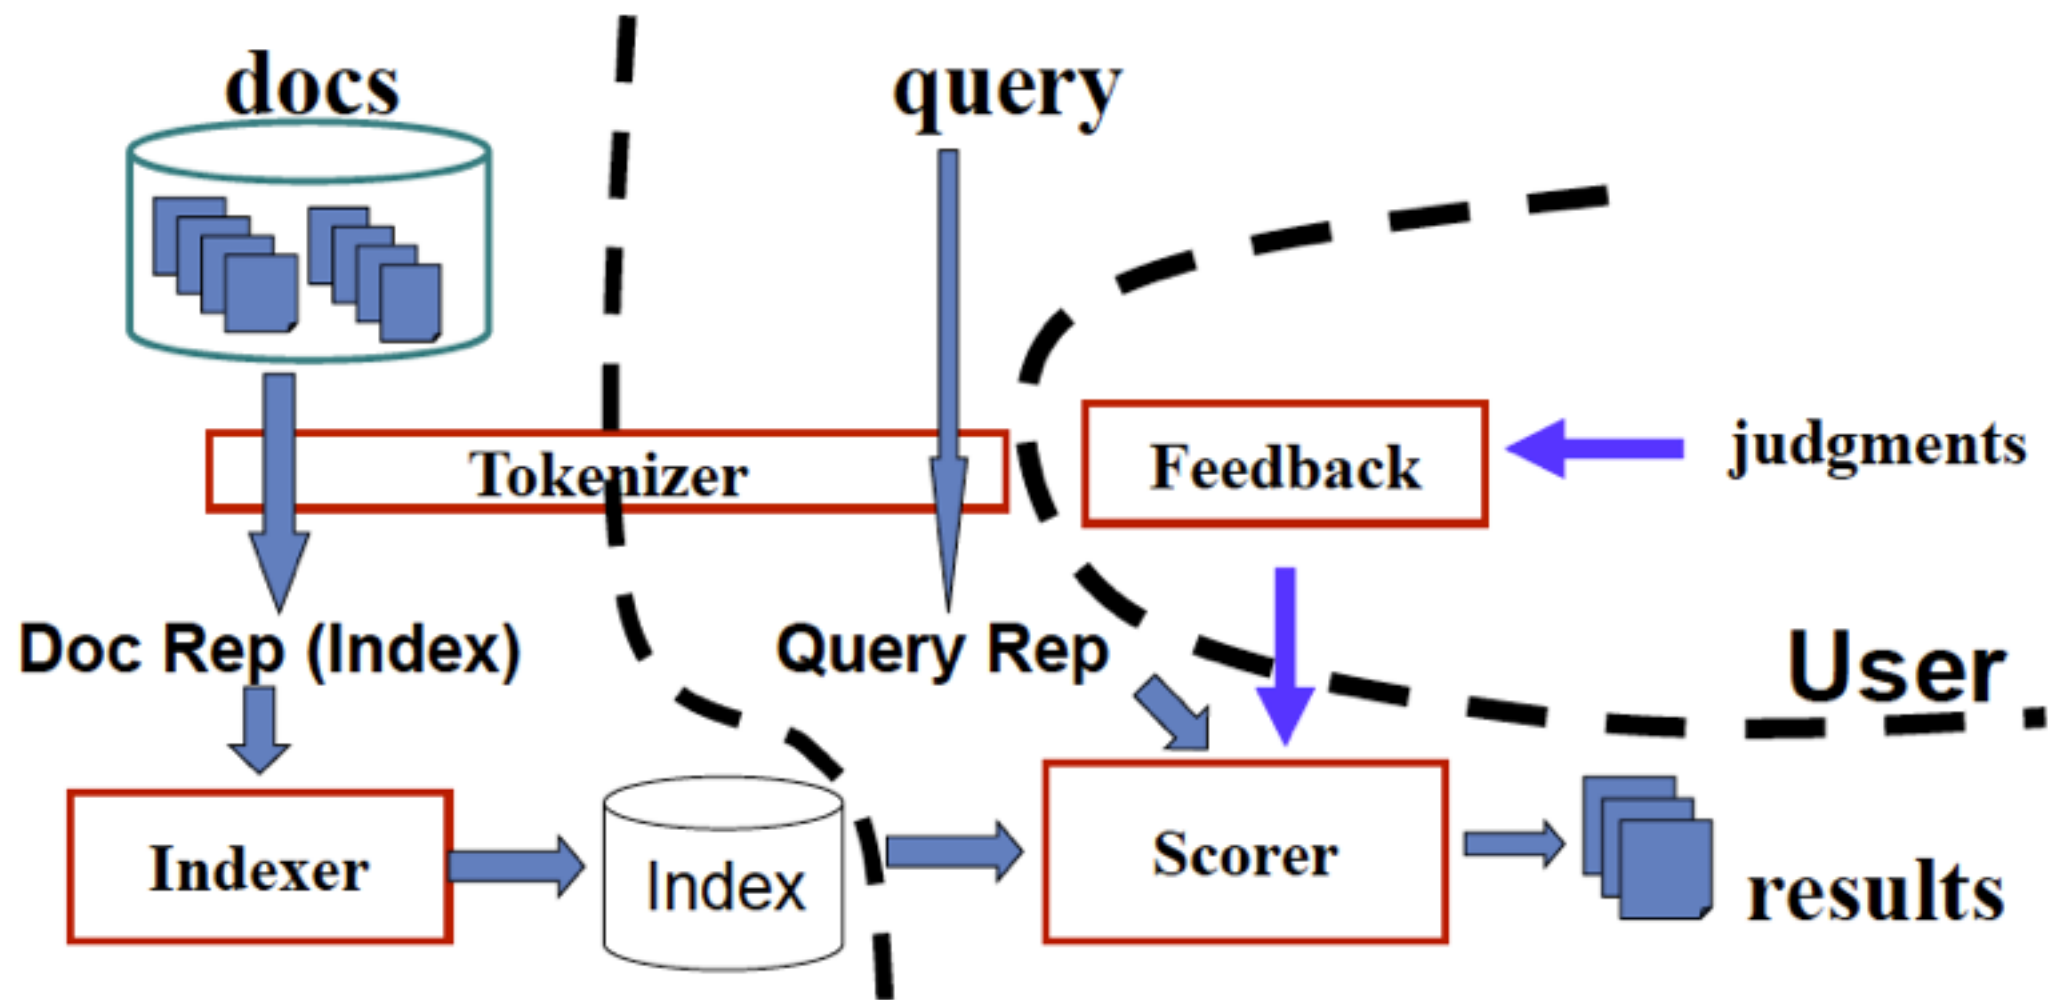 docs
query
Tokenizer
Feedback
judgments
Doc Rep (Index)
Query Rep
User
Indexer
Index
Scorer
results